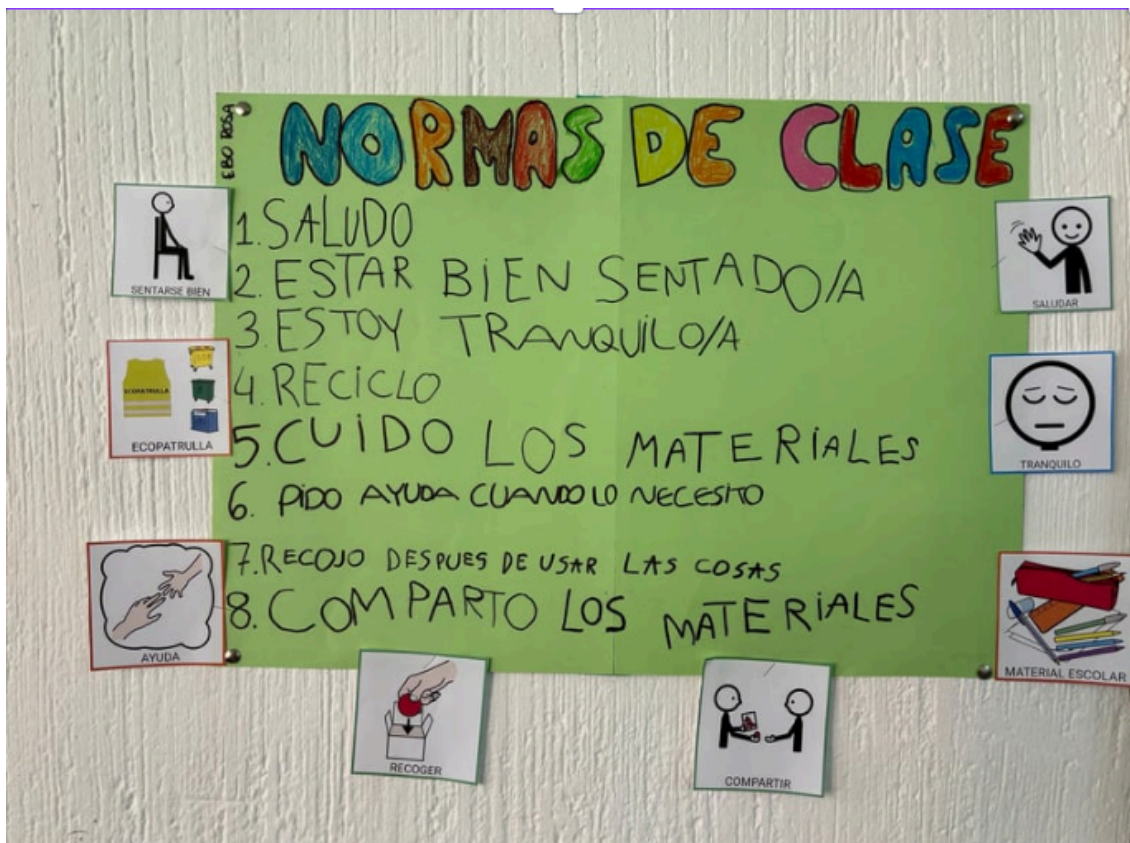 EBO ROSA
NORMAS DE CLASE
1. SALUDO
2. ESTAR BIEN SENTADO/A
3. ESTOY TRANQUILO/A
4. RECICLO
5. CUIDO LOS MATERIALES
6. PIDO AYUDA CUANDO LO NECESITO
7. RECOJO DESPUES DE USAR LAS COSAS
8. COMPARTO LOS MATERIALES
SENTARSE BIEN
SALUDAR
ECOPATRULLA
ECOPATRULLA
TRANQUILO
AYUDA
MATERIAL ESCOLAR
RECOGER
COMPARTIR